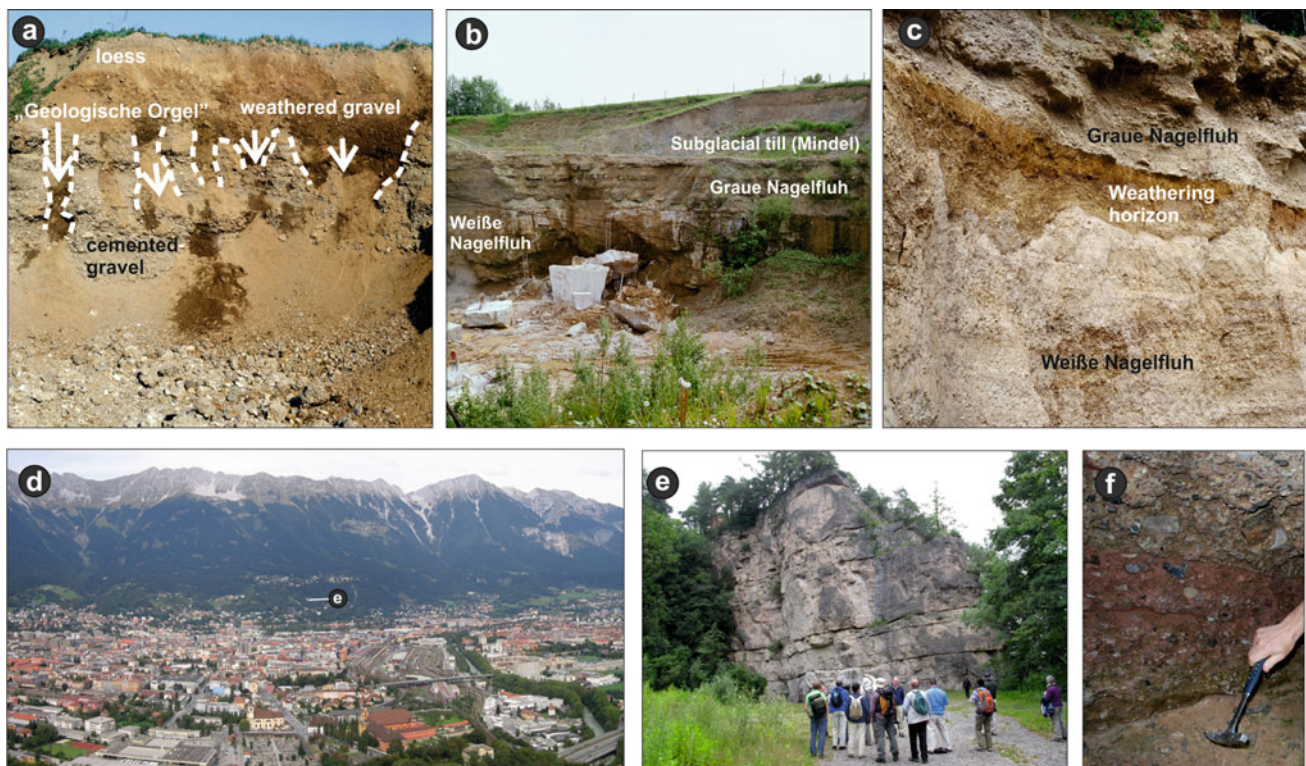 a
loess
„Geologische Orgel”
weathered gravel
cemented
gravel
b
Subglacial till (Mindel)
Graue Nagelfluh
Weiße
Nagelfluh
c
Graue Nagelfluh
Weathering
horizon
Weiße Nagelfluh
d
e
e
f